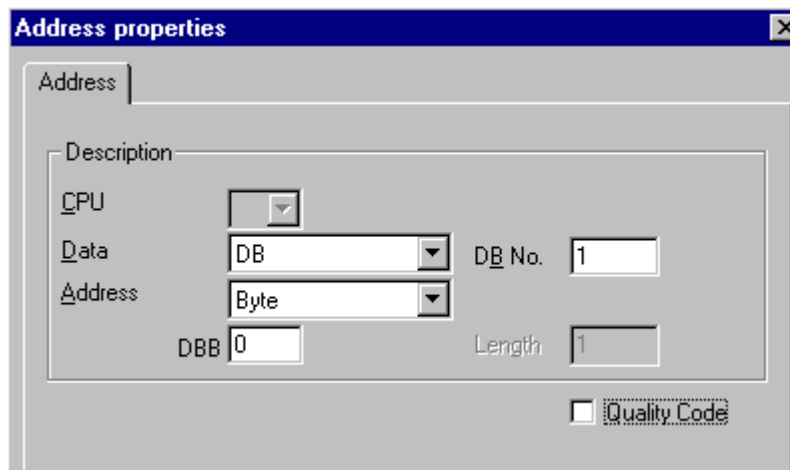 Address properties
Address
Description
CPU
Data DB DB No. 1
Address Byte
DBB 0 Length 1
Quality Code